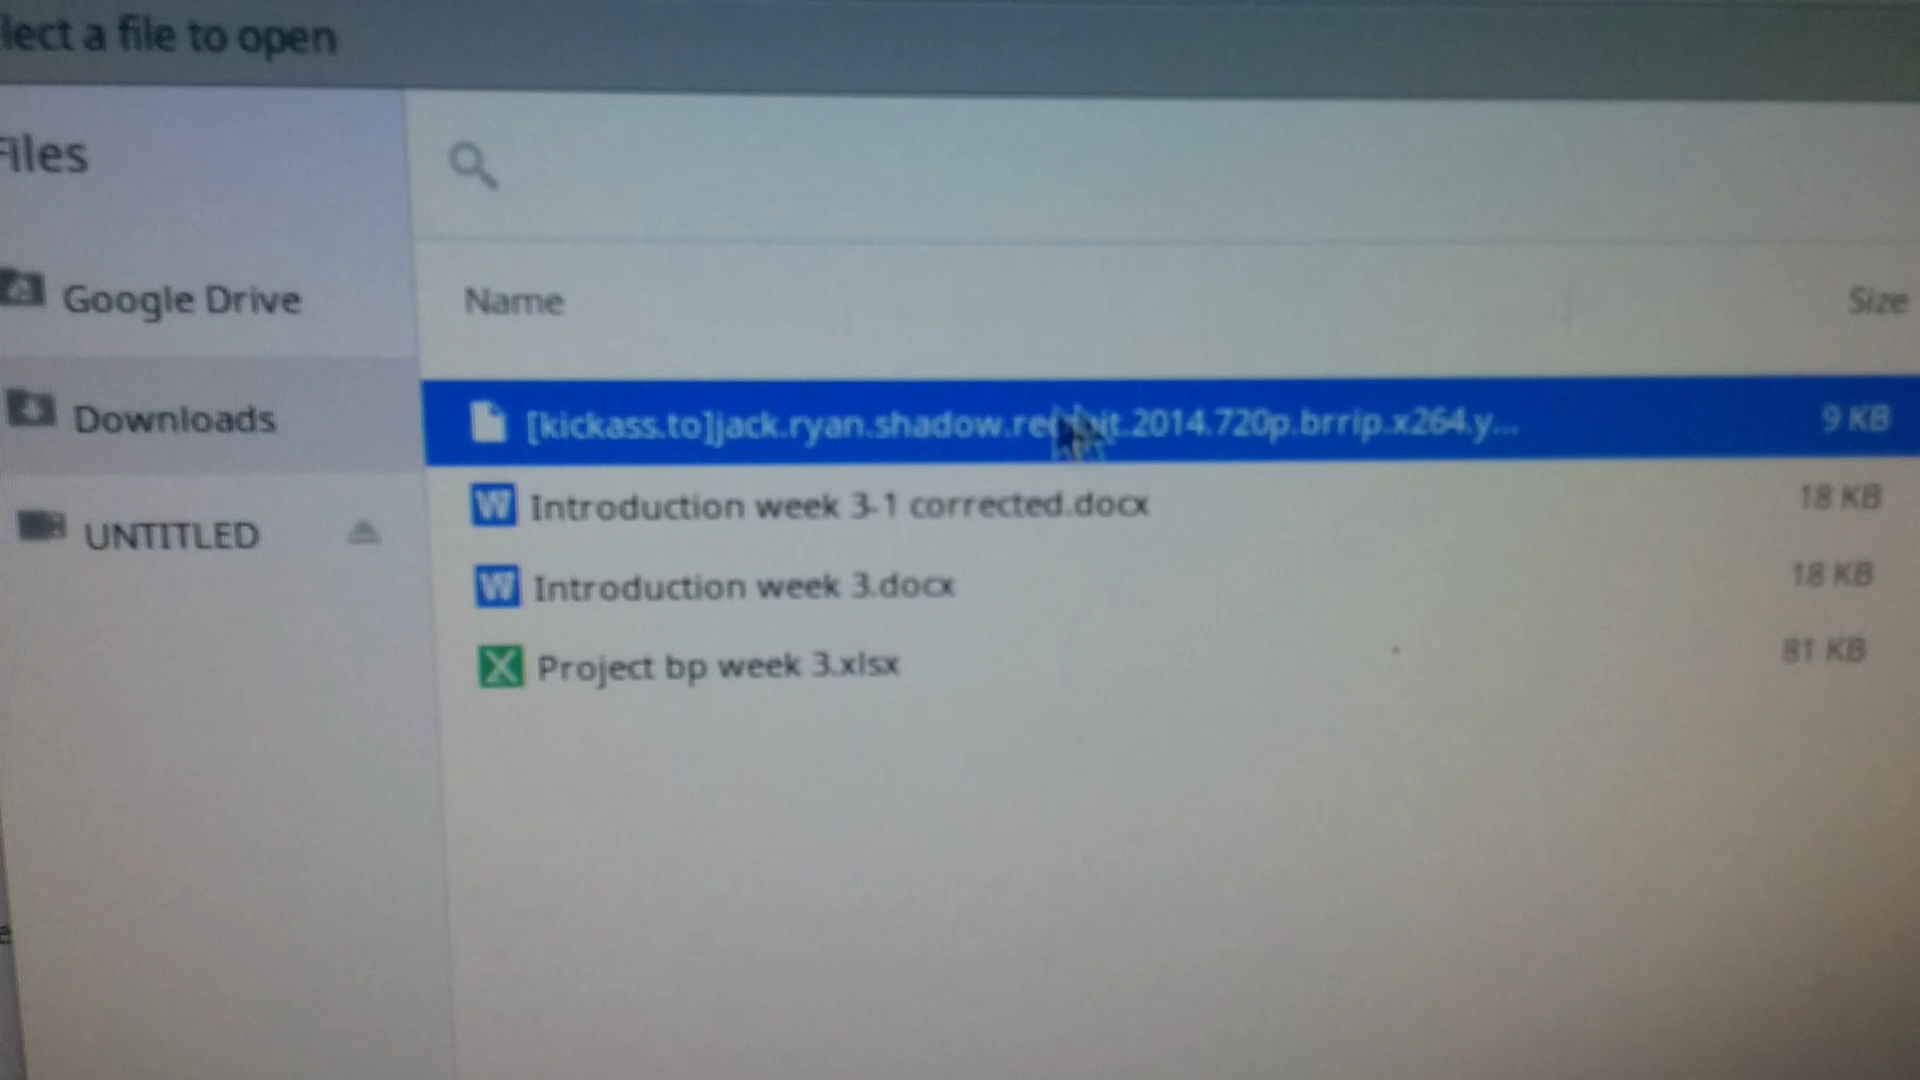 lect a file to open
Files
Google Drive
Downloads
UNTITLED
Name Size
[kickass.to]jack.ryan.shadow.recruit.2014.720p.brrip.x264.y... 9 KB
Introduction week 3-1 corrected.docx 18 KB
Introduction week 3.docx 18 KB
Project bp week 3.xlsx 81 KB